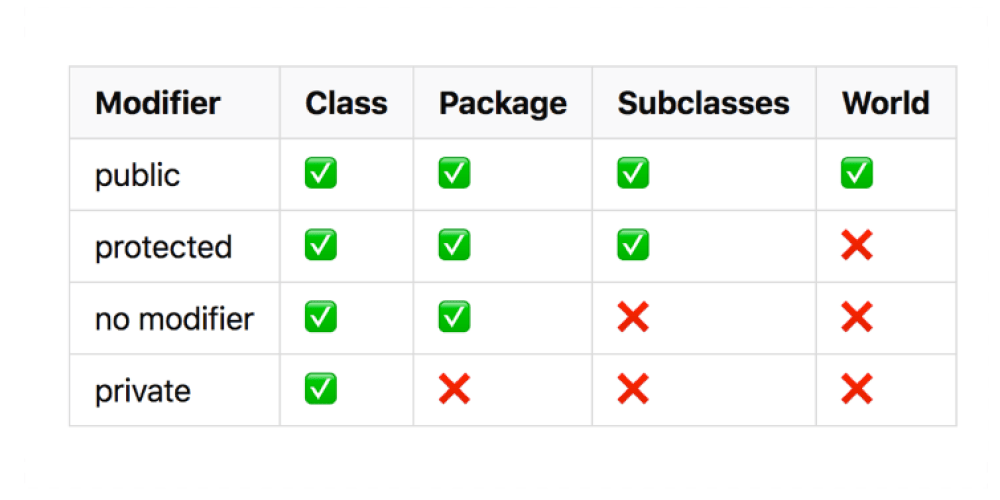 Modifier Class Package Subclasses World
public ✅ ✅ ✅ ✅
protected ✅ ✅ ✅ ❌
no modifier ✅ ✅ ❌ ❌
private ✅ ❌ ❌ ❌